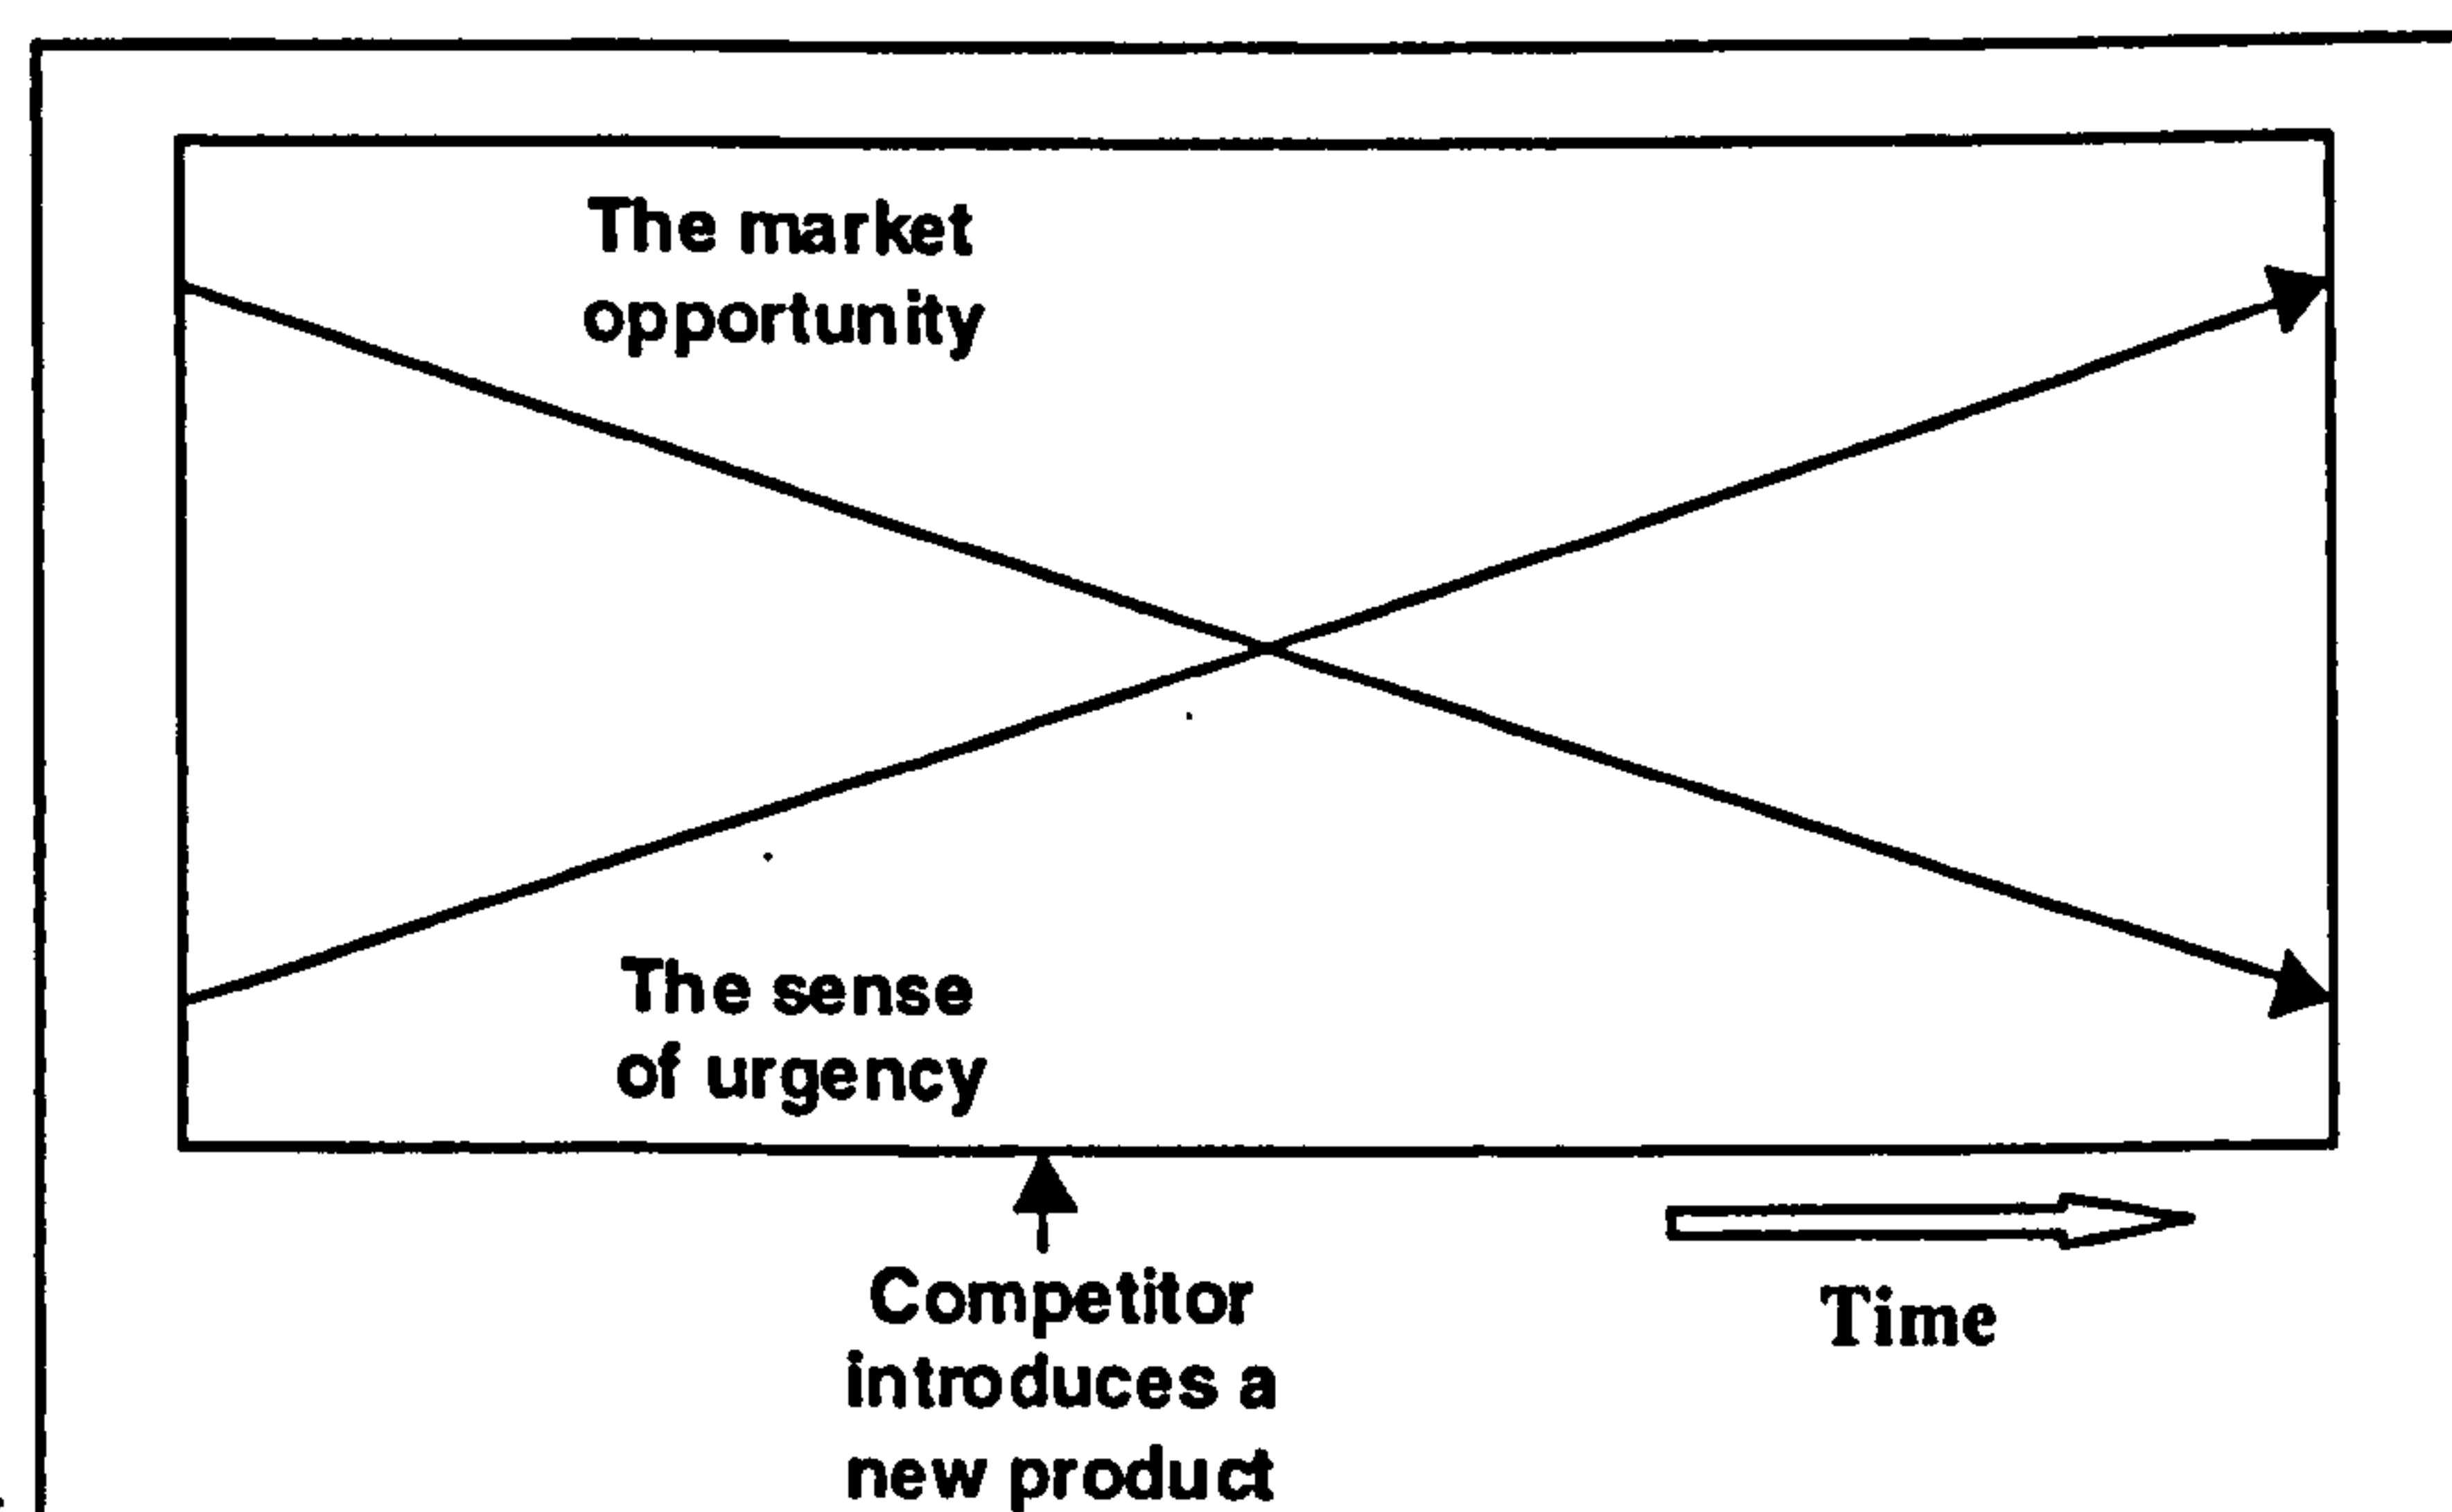 The market
opportunity
The sense
of urgency
Competitor
introduces a
new product
Time